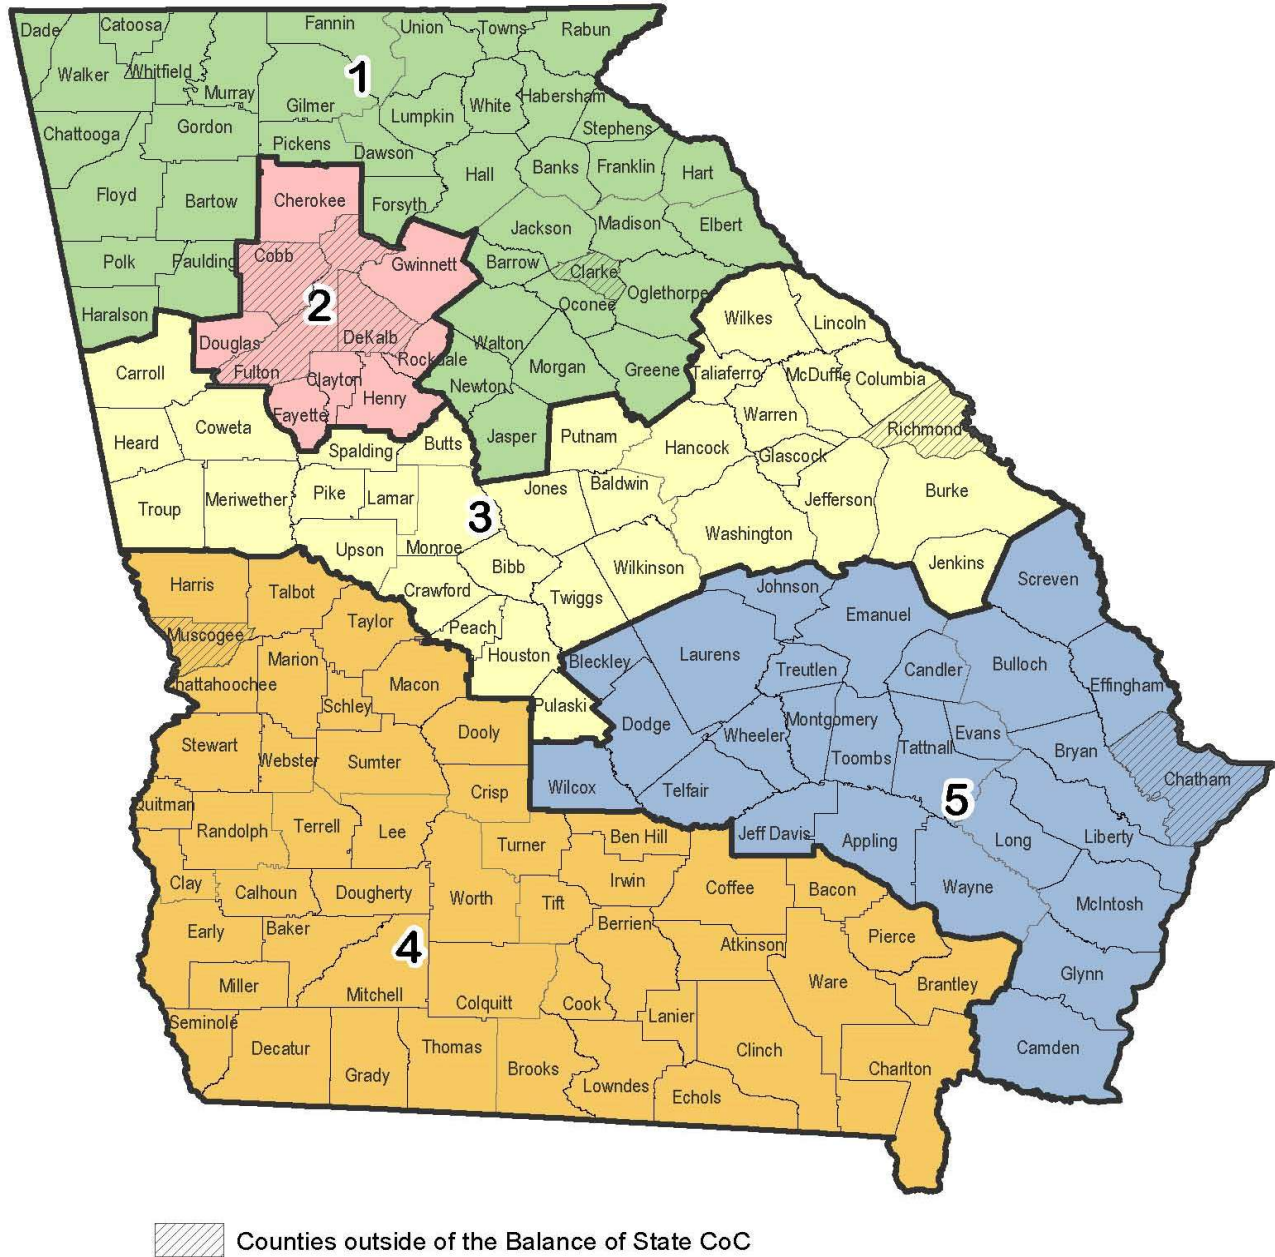 Dade
Catoosa
Fannin
Union
Towns
Rabun
Walker
Whitfield
Murray
1
Gilmer
Lumpkin
White
Habersham
Chattooga
Gordon
Pickens
Dawson
Stephens
Floyd
Bartow
Cherokee
Forsyth
Hall
Banks
Franklin
Hart
Jackson
Madison
Elbert
Polk
Paulding
Cobb
Gwinnett
Barrow
Clarke
Oconee
Oglethorpe
Haralson
2
Douglas
DeKalb
Rockdale
Walton
Morgan
Greene
Wilkes
Lincoln
Carroll
Fulton
Clayton
Fayette
Henry
Newton
Jasper
Taliaferro
McDuffie
Columbia
Warren
Richmond
Heard
Coweta
Spalding
Butts
Putnam
Hancock
Glascock
Troup
Meriwether
Pike
Lamar
3
Jones
Baldwin
Jefferson
Burke
Upson
Monroe
Bibb
Wilkinson
Washington
Jenkins
Crawford
Twiggs
Peach
Houston
Pulaski
Harris
Talbot
Taylor
Muscogee
Marion
hattahoochee
Macon
Schley
Dooly
Stewart
Webster
Sumter
Crisp
Quitman
Randolph
Terrell
Lee
Turner
Ben Hill
Clay
Calhoun
Dougherty
Worth
Tift
Irwin
Coffee
Bacon
Early
Baker
4
Berrien
Atkinson
Pierce
Miller
Mitchell
Colquitt
Cook
Ware
Brantley
Seminole
Decatur
Grady
Thomas
Brooks
Lanier
Lowndes
Clinch
Echols
Charlton
Johnson
Emanuel
Screven
Bleckley
Laurens
Treutlen
Candler
Bulloch
Effingham
Dodge
Wheeler
Montgomery
Toombs
Tattnall
Evans
Bryan
Chatham
Wilcox
Telfair
5
Jeff Davis
Appling
Long
Liberty
Wayne
McIntosh
Glynn
Camden
Counties outside of the Balance of State CoC